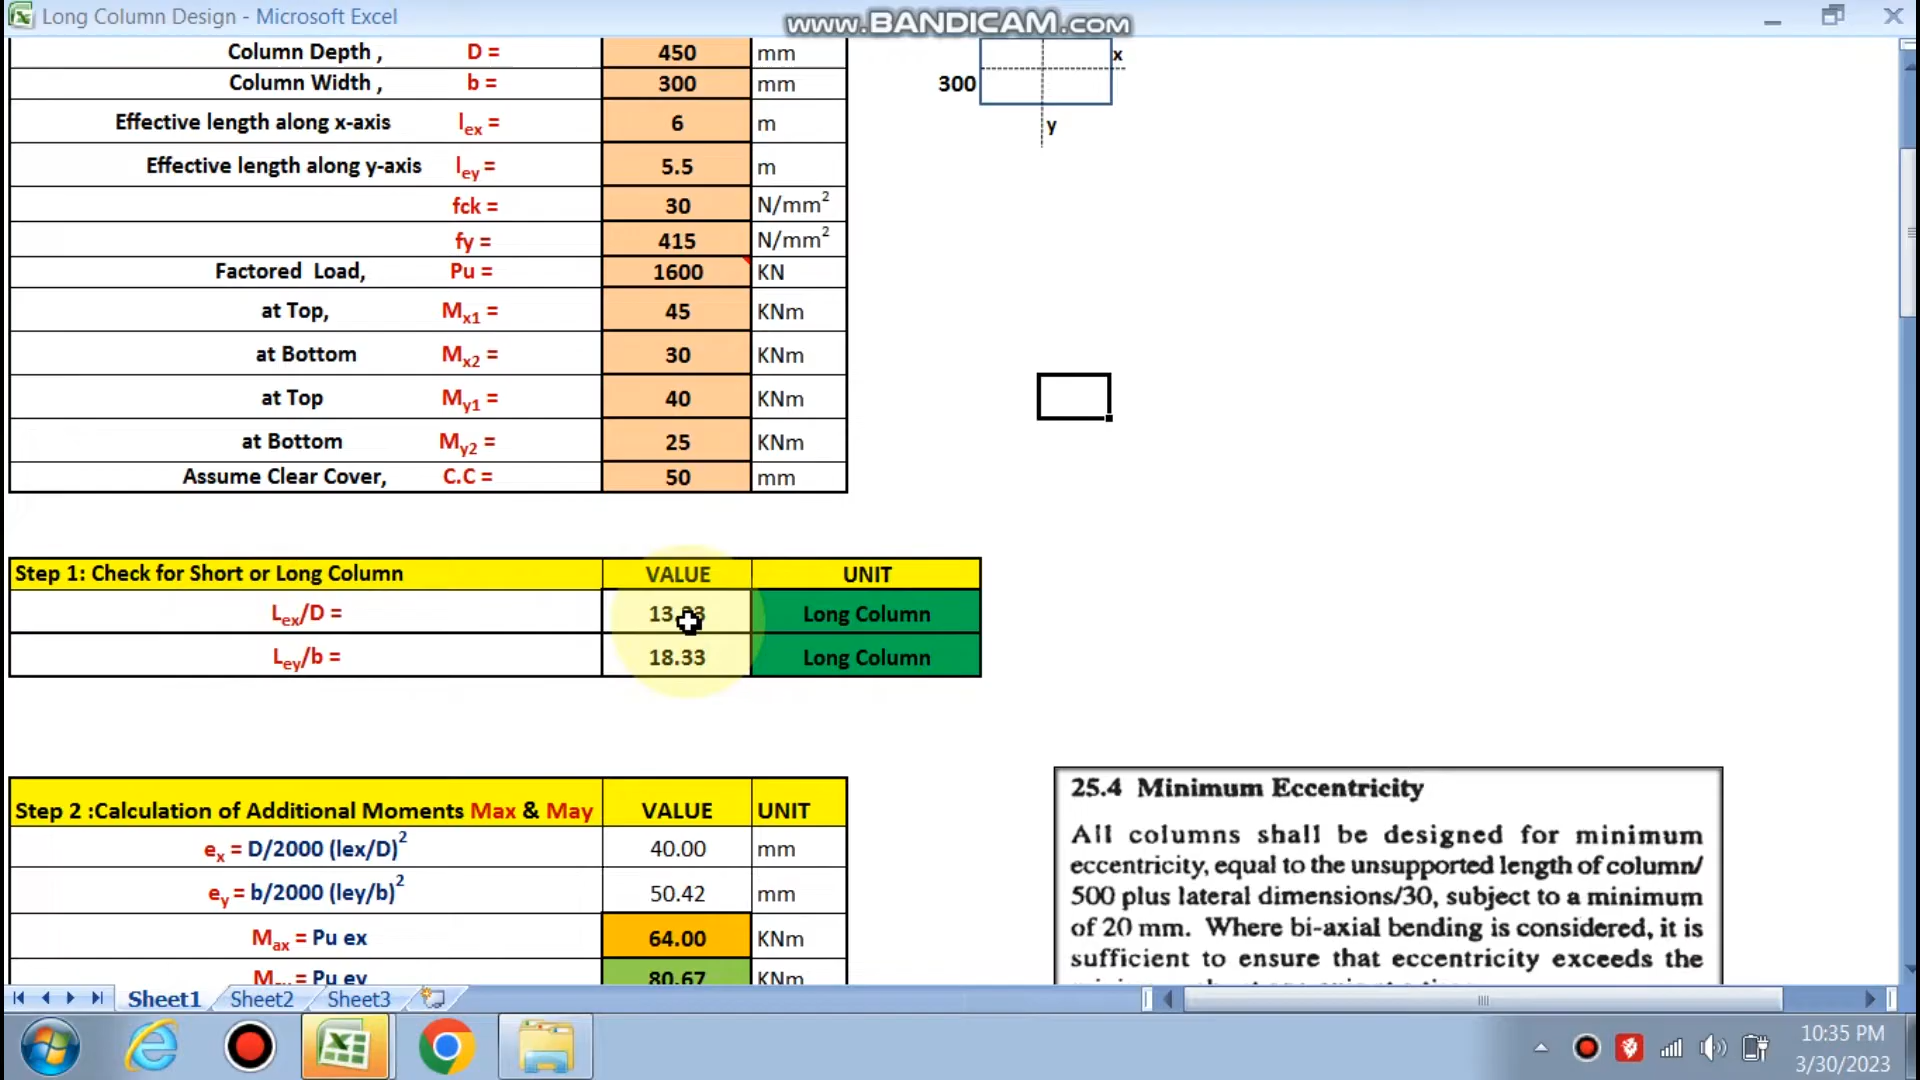 Long Column Design - Microsoft Excel
www.BANDICAM.com
Column Depth , D = 450 mm
Column Width , b = 300 mm
Effective length along x-axis lex = 6 m
Effective length along y-axis ley = 5.5 m
fck = 30 N/mm2
fy = 415 N/mm2
Factored Load, Pu = 1600 KN
at Top, Mx1 = 45 KNm
at Bottom Mx2 = 30 KNm
at Top My1 = 40 KNm
at Bottom My2 = 25 KNm
Assume Clear Cover, C.C = 50 mm
x
300
y
Step 1: Check for Short or Long Column VALUE UNIT
Lex/D = Long Column
Ley/b = 18.33 Long Column
Step 2 :Calculation of Additional Moments Max & May VALUE UNIT
ex = D/2000 (lex/D)2 40.00 mm
ey = b/2000 (ley/b)2 50.42 mm
Max = Pu ex 64.00 KNm
Pu ey 80.67 KNm
25.4 Minimum Eccentricity
All columns shall be designed for minimum
eccentricity, equal to the unsupported length of column/
500 plus lateral dimensions/30, subject to a minimum
of 20 mm. Where bi-axial bending is considered, it is
sufficient to ensure that eccentricity exceeds the
Sheet1 Sheet2 Sheet3
10:35 PM
3/30/2023